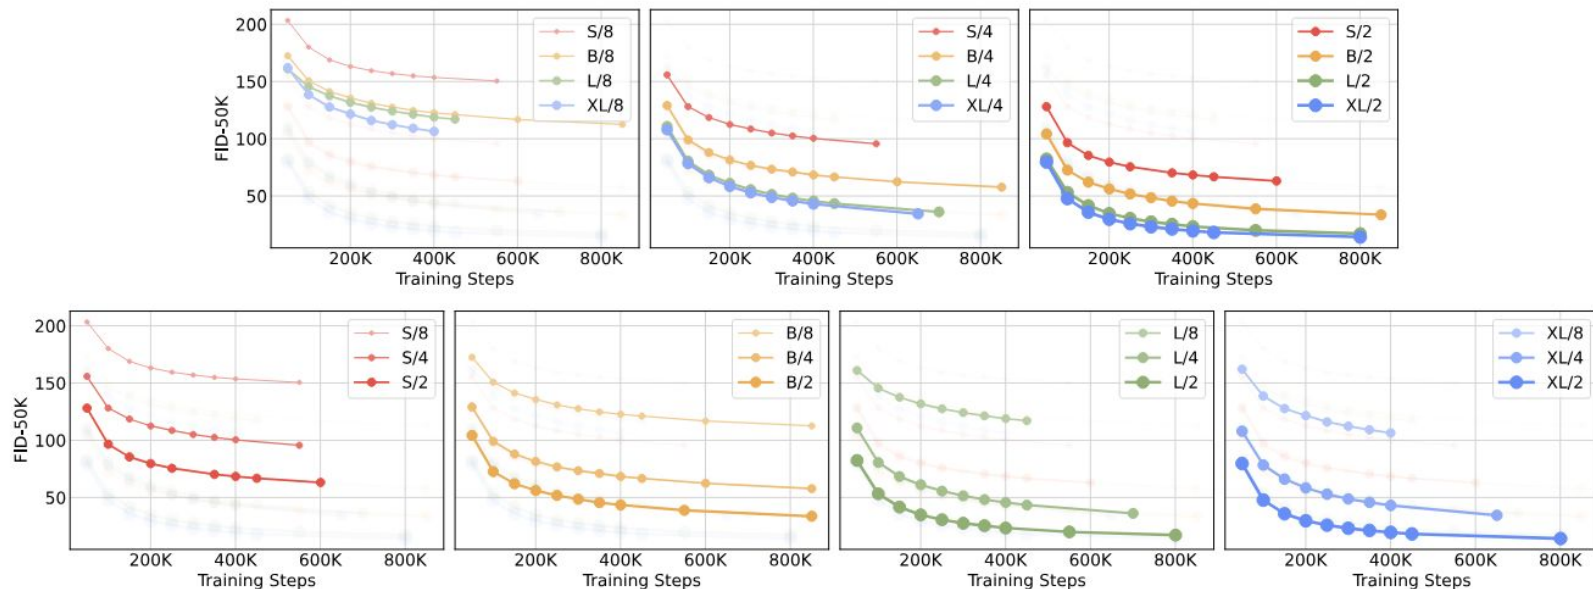 FID-50K
200
150
100
50
S/8
B/8
L/8
XL/8
200K 400K 600K 800K
Training Steps
S/4
B/4
L/4
XL/4
200K 400K 600K 800K
Training Steps
S/2
B/2
L/2
XL/2
200K 400K 600K 800K
Training Steps
FID-50K
200
150
100
50
S/8
S/4
S/2
200K 400K 600K 800K
Training Steps
B/8
B/4
B/2
200K 400K 600K 800K
Training Steps
L/8
L/4
L/2
200K 400K 600K 800K
Training Steps
XL/8
XL/4
XL/2
200K 400K 600K 800K
Training Steps